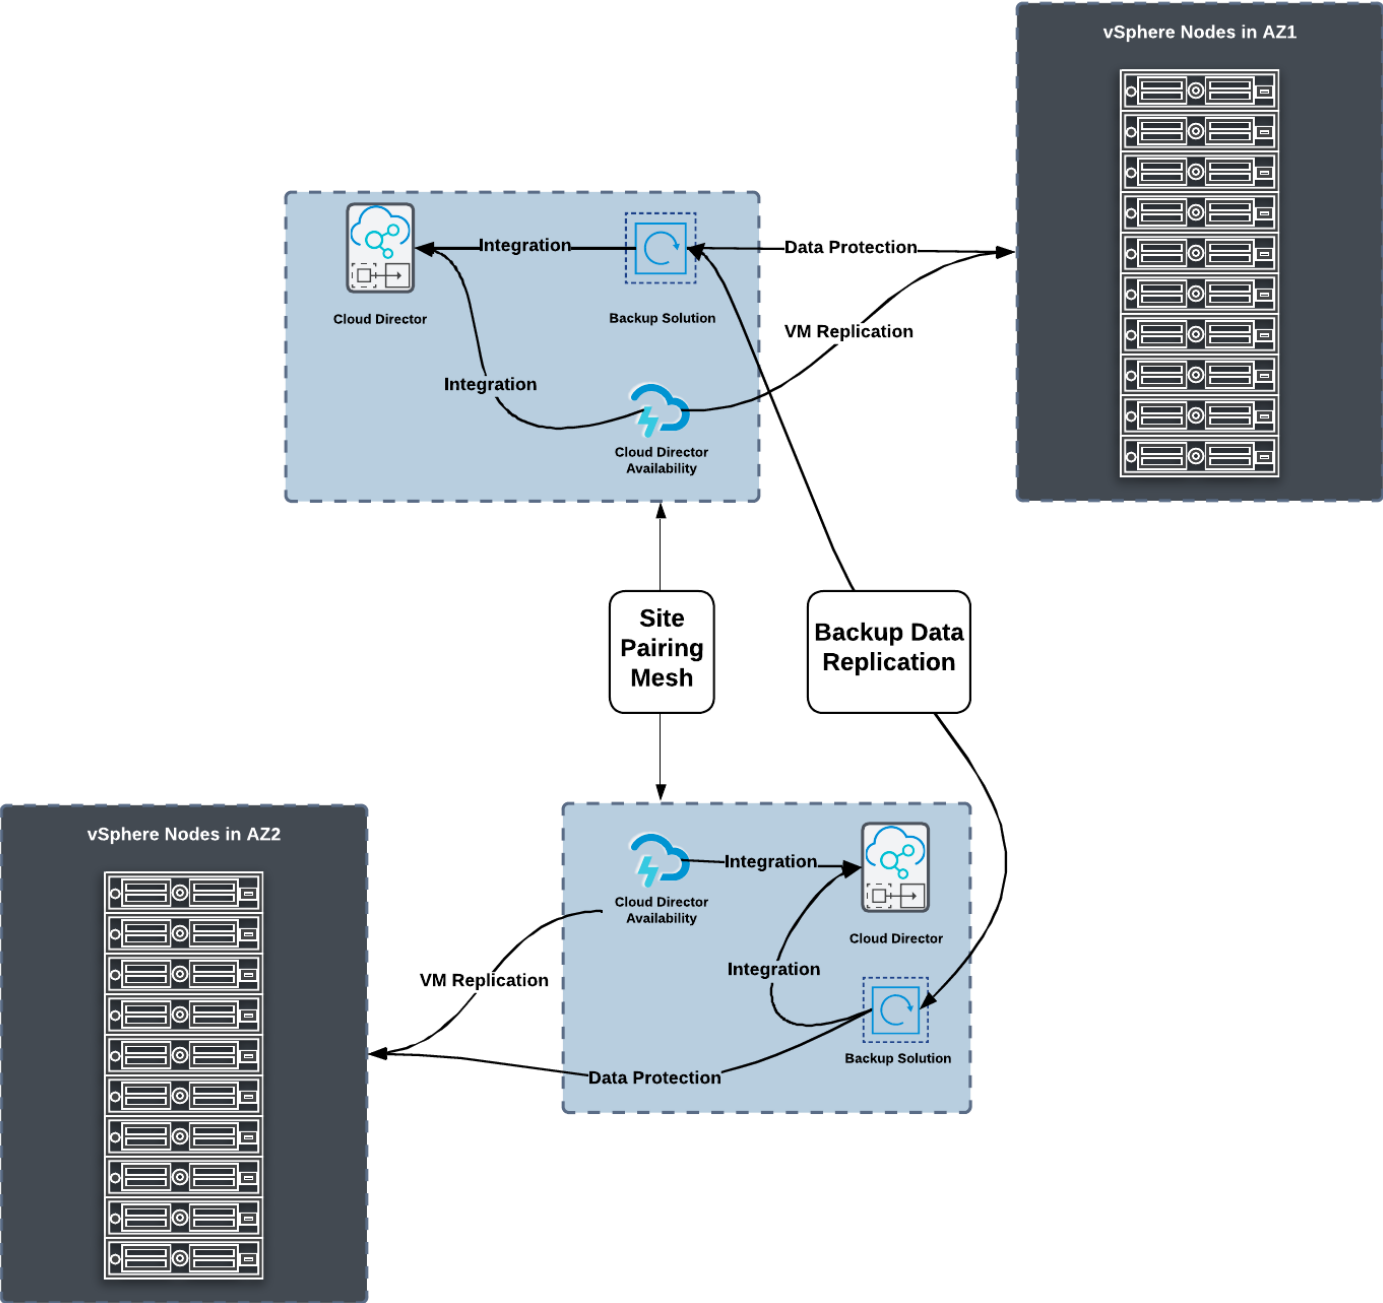 vSphere Nodes in AZ1
Integration
Data Protection
Cloud Director
Backup Solution
VM Replication
Integration
Cloud Director
Availability
Site
Pairing
Mesh
Backup Data
Replication
vSphere Nodes in AZ2
Integration
Cloud Director
Availability
Cloud Director
Integration
VM Replication
Backup Solution
Data Protection